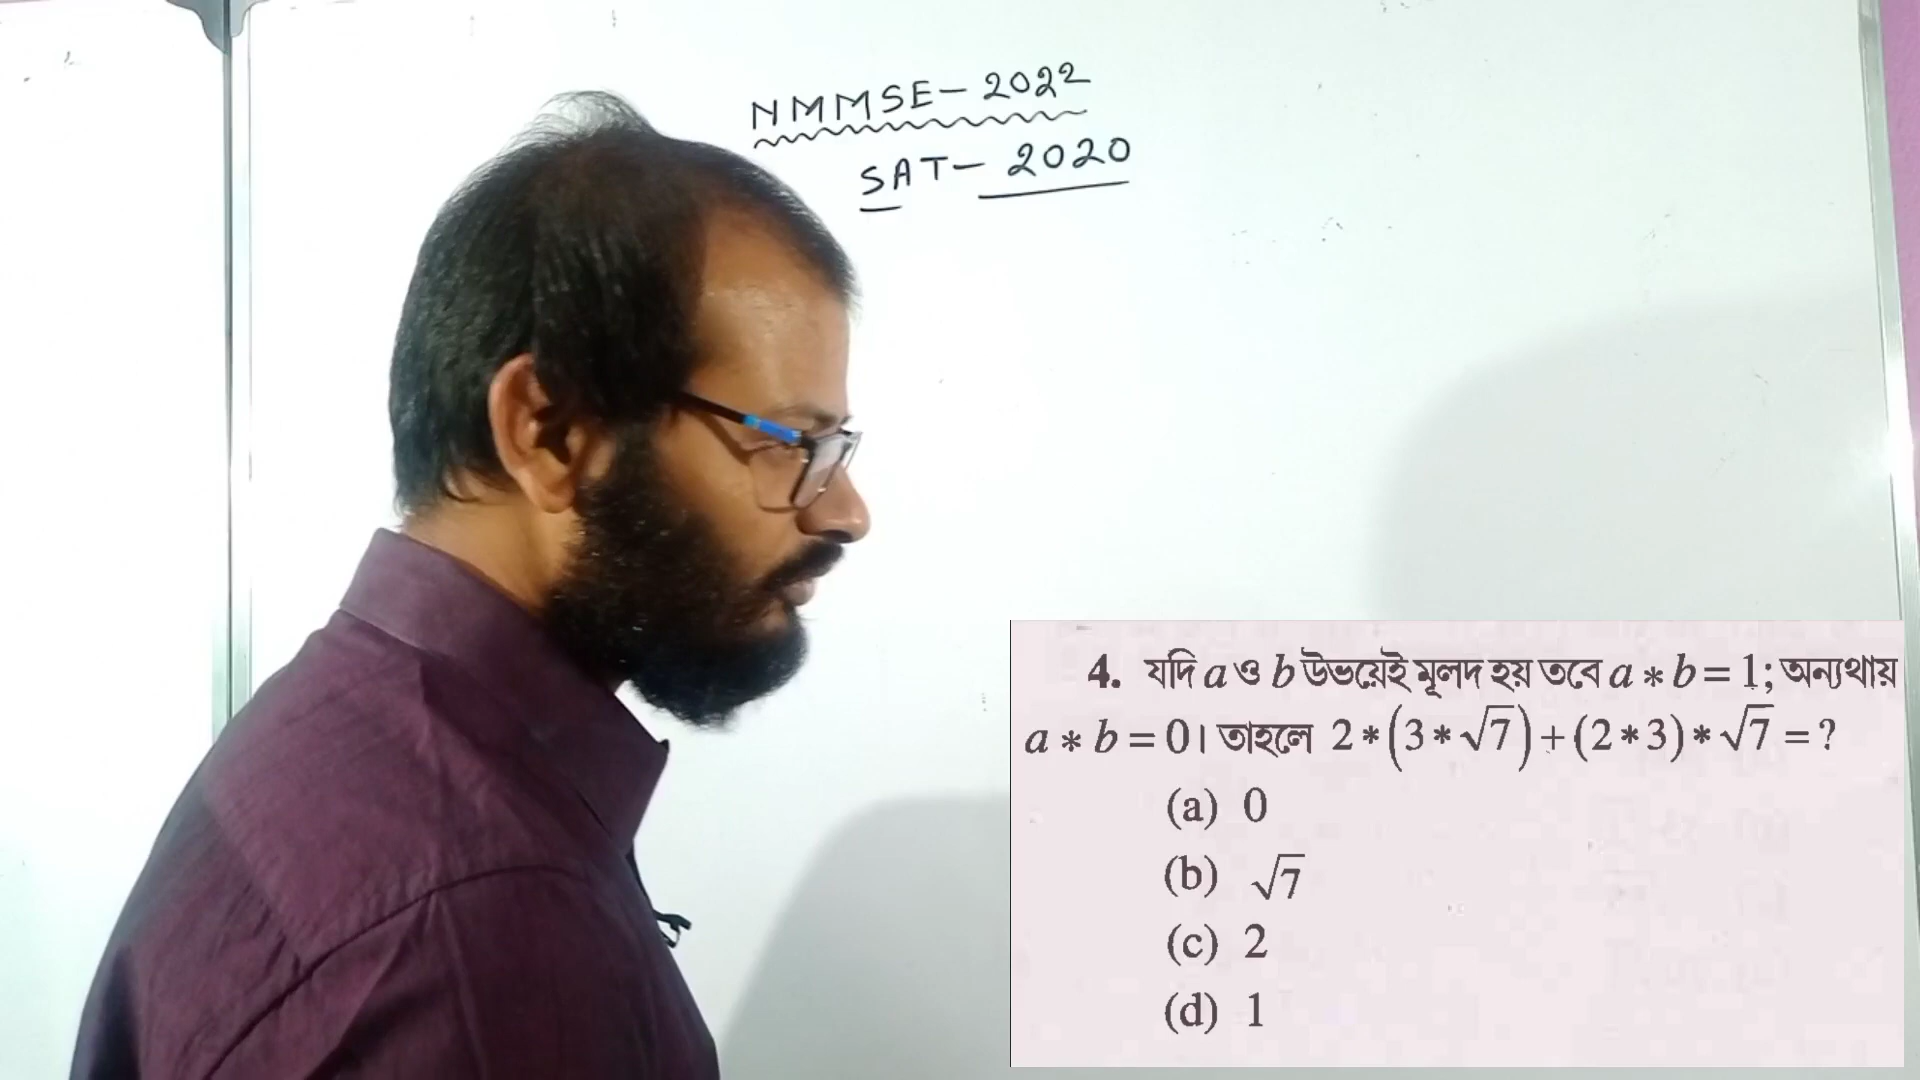 NMMSE - 2022
SAT - 2020
4. যদি a ও b উভয়েই মূলদ হয় তবে a * b = 1; অন্যথায়
a * b = 0। তাহলে 2 * (3 * √7) + (2 * 3) * √7 = ?
(a) 0
(b) √7
(c) 2
(d) 1